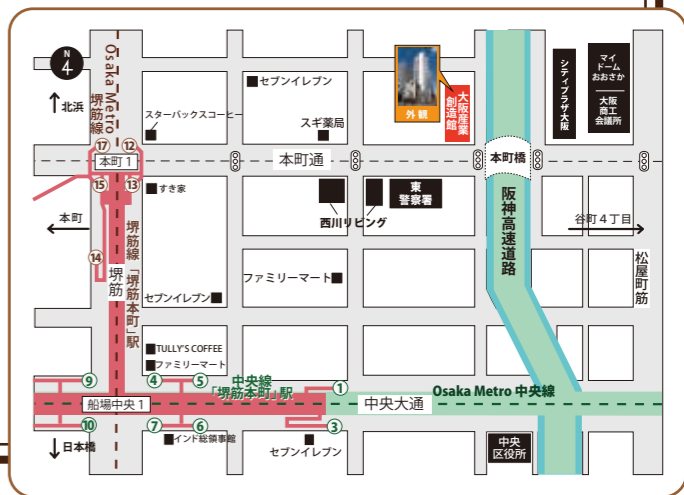 N
4
Osaka Metro
堺筋線
↑北浜
17
12
本町1
15
13
スターバックスコーヒー
セブンイレブン
スギ薬局
外観
大阪産業
創造館
シティプラザ大阪
マイ
ドーム
おおさか
大阪
商工
会議所
本町通
本町橋
すき家
本町
西川リビング
東
警察署
谷町4丁目
阪神高速道路
松屋町筋
14
堺筋
堺筋線
「堺筋本町」駅
セブンイレブン
ファミリーマート
TULLY'S COFFEE
ファミリーマート
9
4
5
中央線
「堺筋本町」駅
1
Osaka Metro 中央線
船場中央1
中央大通
10
7
6
3
↓日本橋
インド総領事館
セブンイレブン
中央
区役所